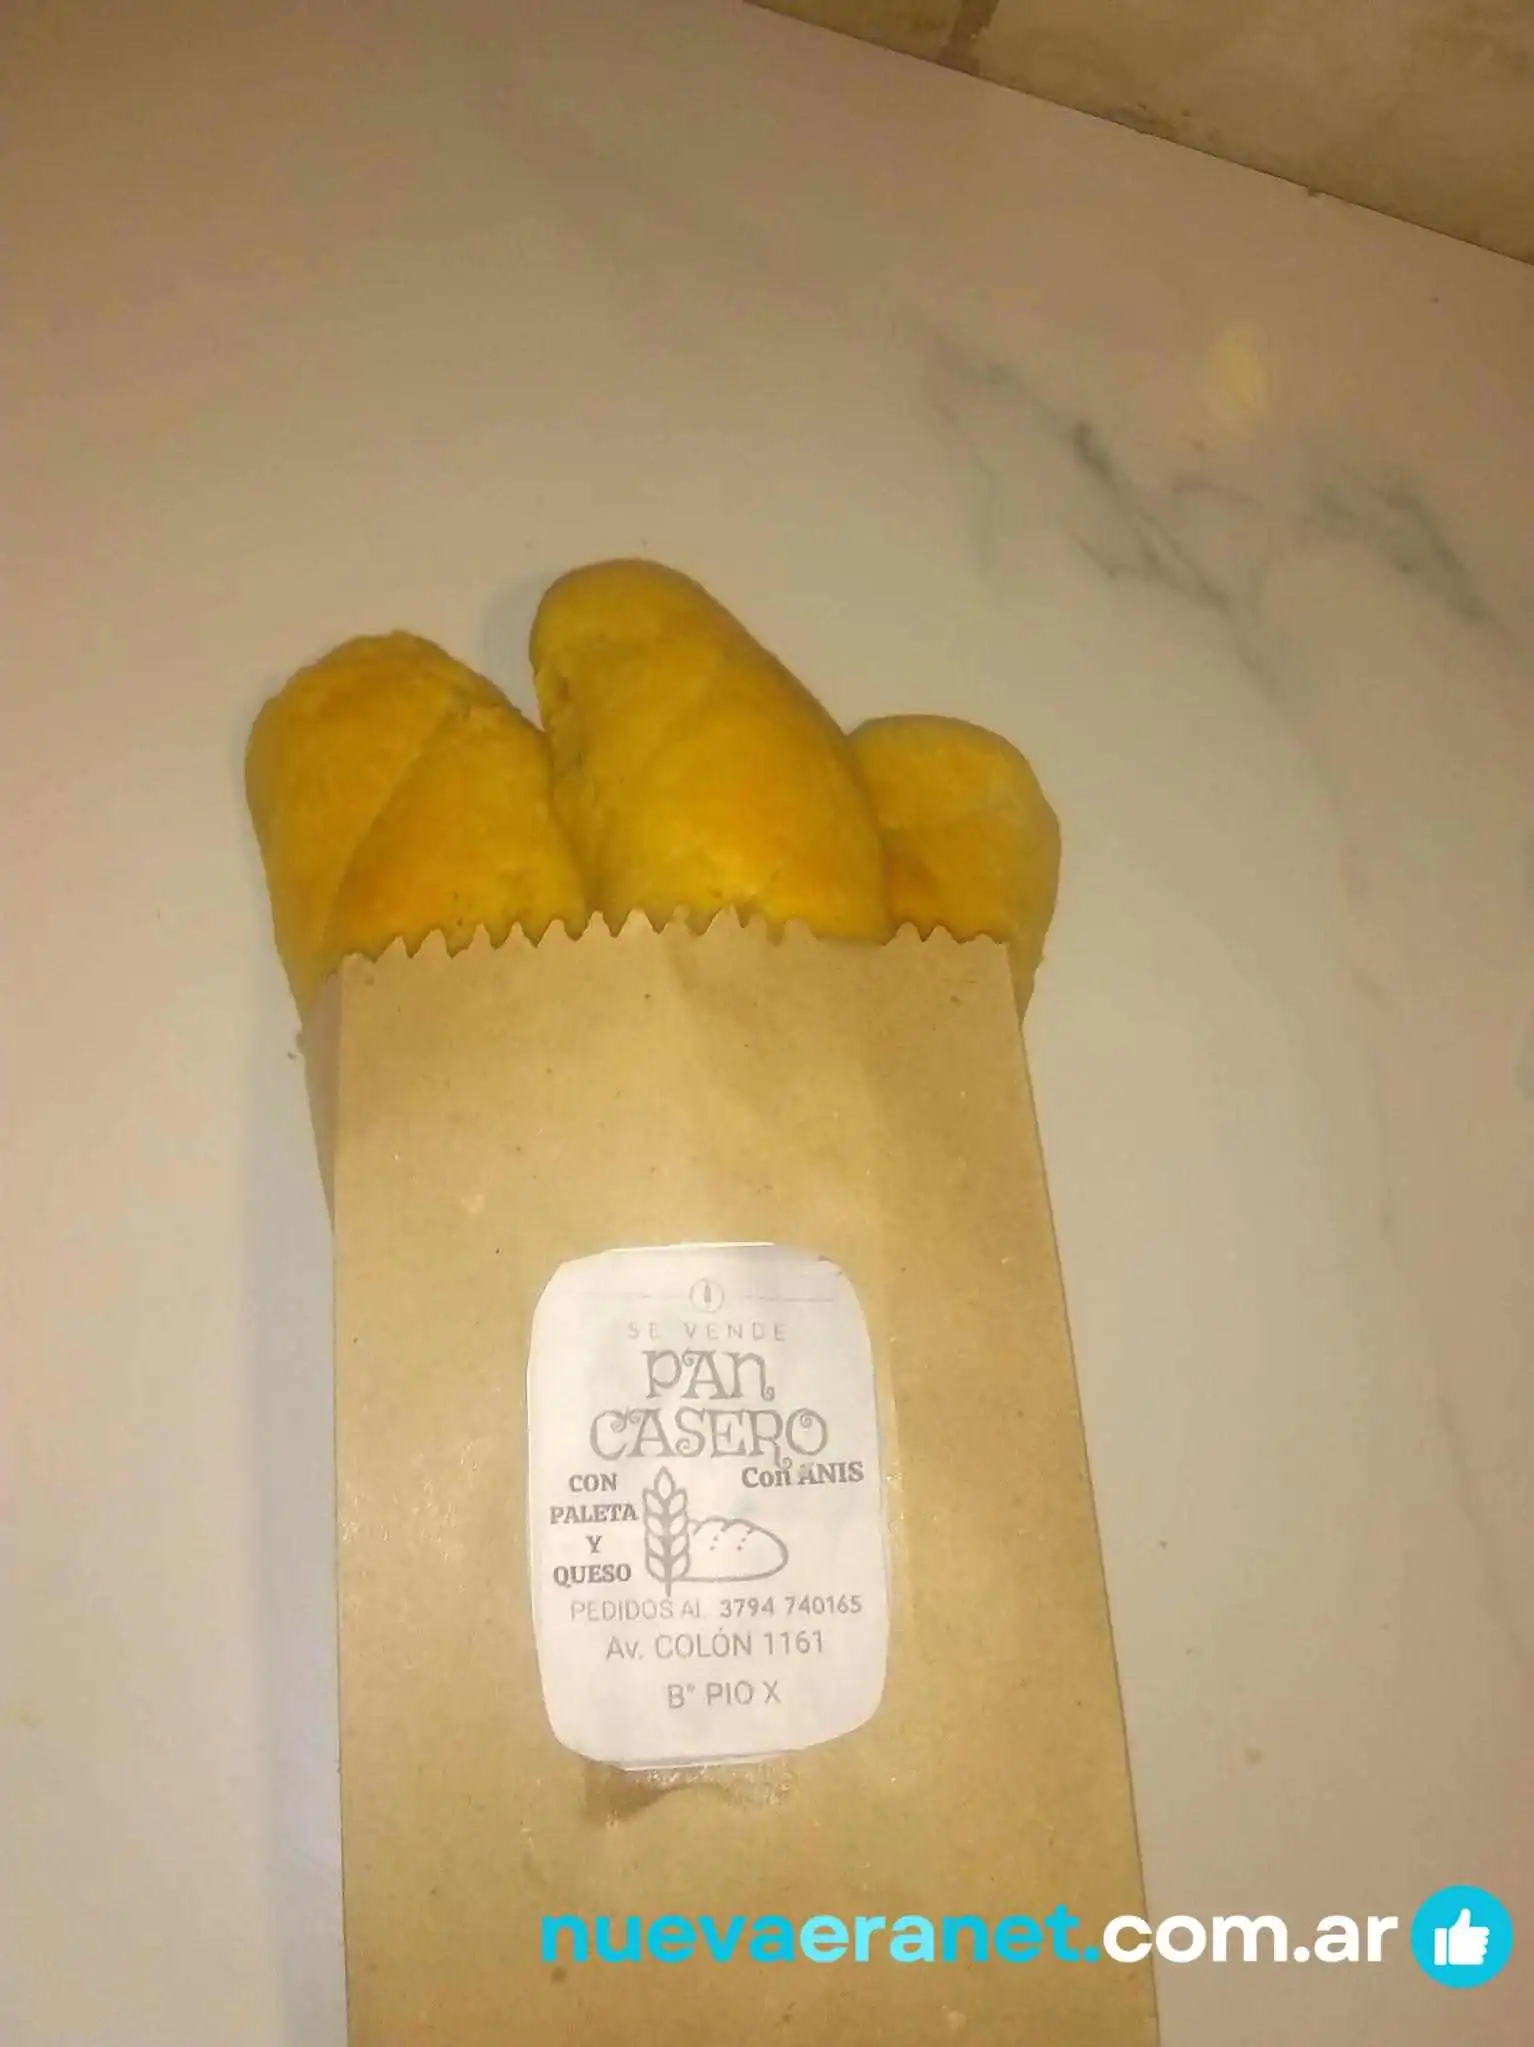 SE VENDE
PAN
CASERO
Con ANIS
CON
PALETA
Y
QUESO
PEDIDOS AL 3794 740165
Av. COLÓN 1161
B° PIO X
nuevaeranet.com.ar